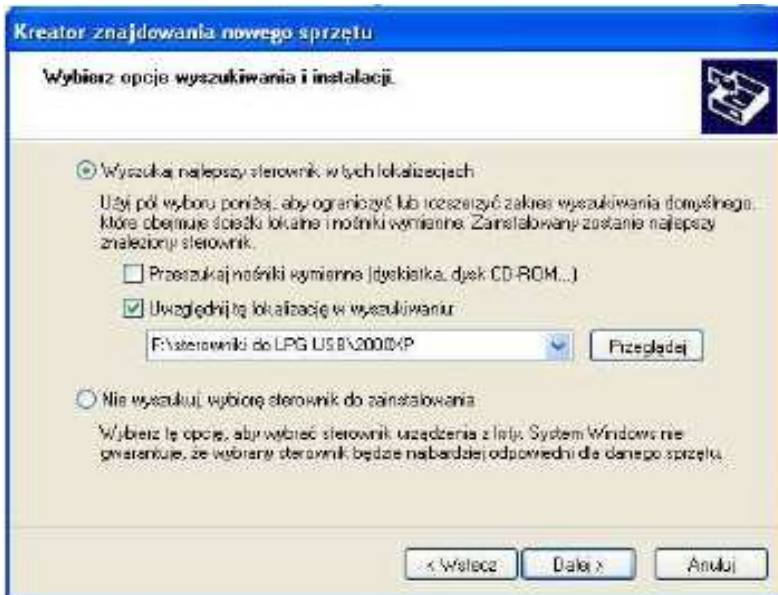 Kreator znajdowania nowego sprzętu
Wybierz opcje wyszukiwania i instalacji.
Wyszukaj najlepszy sterownik w tych lokalizacjach
Użyj pól wyboru poniżej, aby ograniczyć lub rozszerzyć zakres wyszukiwania domyślnego,
które obejmuje ścieżki lokalne i nośniki wymienne. Zainstalowany zostanie najlepszy
znaleziony sterownik.
Przeszukaj nośniki wymienne (dyskietka, dysk CD-ROM...)
Uwzględnij tę lokalizację w wyszukiwaniu:
F:\sterowniki do LPG USB\2000XP
Przeglądaj
Nie wyszukuj, wybiorę sterownik do zainstalowania
Wybierz tę opcję, aby wybrać sterownik urządzenia z listy. System Windows nie
gwarantuje, że wybrany sterownik będzie najbardziej odpowiedni dla danego sprzętu.
< Wstecz
Dalej >
Anuluj